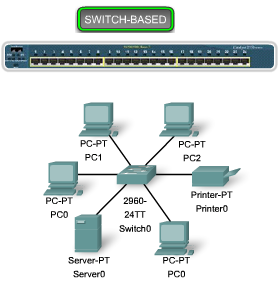 SWITCH-BASED
PC-PT
PC1
PC-PT
PC2
PC-PT
PC0
2960-
24TT
Switch0
Printer-PT
Printer0
Server-PT
Server0
PC-PT
PC0